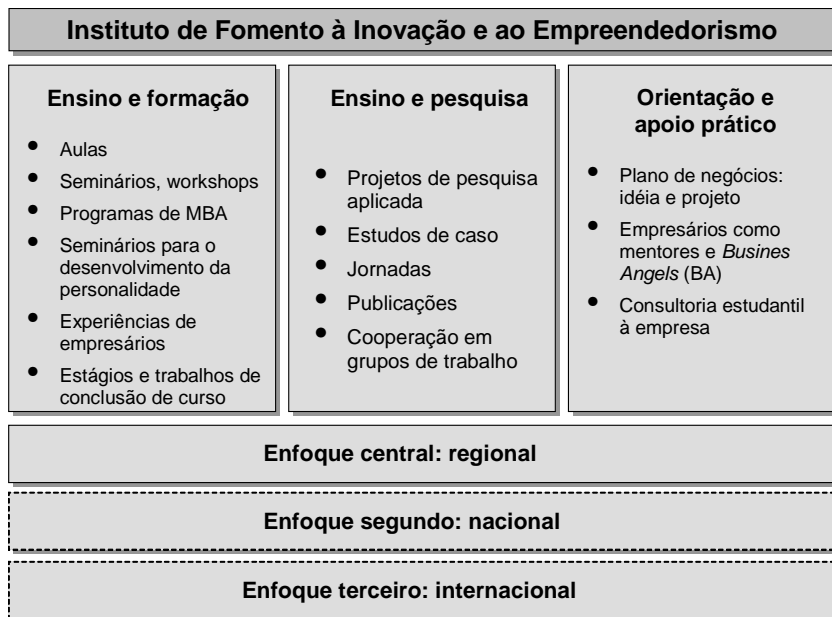 Instituto de Fomento à Inovação e ao Empreendedorismo
Ensino e formação
• Aulas
• Seminários, workshops
• Programas de MBA
• Seminários para o
desenvolvimento da
personalidade
• Experiências de
empresários
• Estágios e trabalhos de
conclusão de curso
Ensino e pesquisa
• Projetos de pesquisa
aplicada
• Estudos de caso
• Jornadas
• Publicações
• Cooperação em
grupos de trabalho
Orientação e
apoio prático
• Plano de negócios:
idéia e projeto
• Empresários como
mentores e Busines
Angels (BA)
• Consultoria estudantil
à empresa
Enfoque central: regional
Enfoque segundo: nacional
Enfoque terceiro: internacional